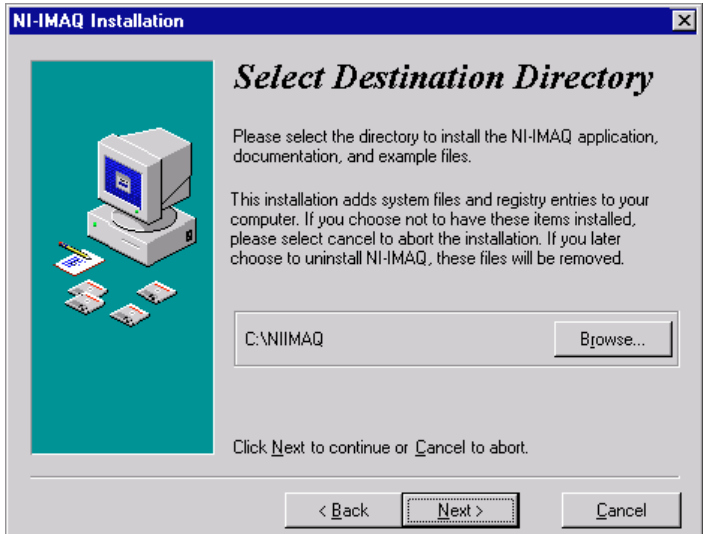 NI-IMAQ Installation
Select Destination Directory
Please select the directory to install the NI-IMAQ application,
documentation, and example files.
This installation adds system files and registry entries to your
computer. If you choose not to have these items installed,
please select cancel to abort the installation. If you later
choose to uninstall NI-IMAQ, these files will be removed.
C:\NIIMAQ
Browse...
Click Next to continue or Cancel to abort.
< Back
Next >
Cancel